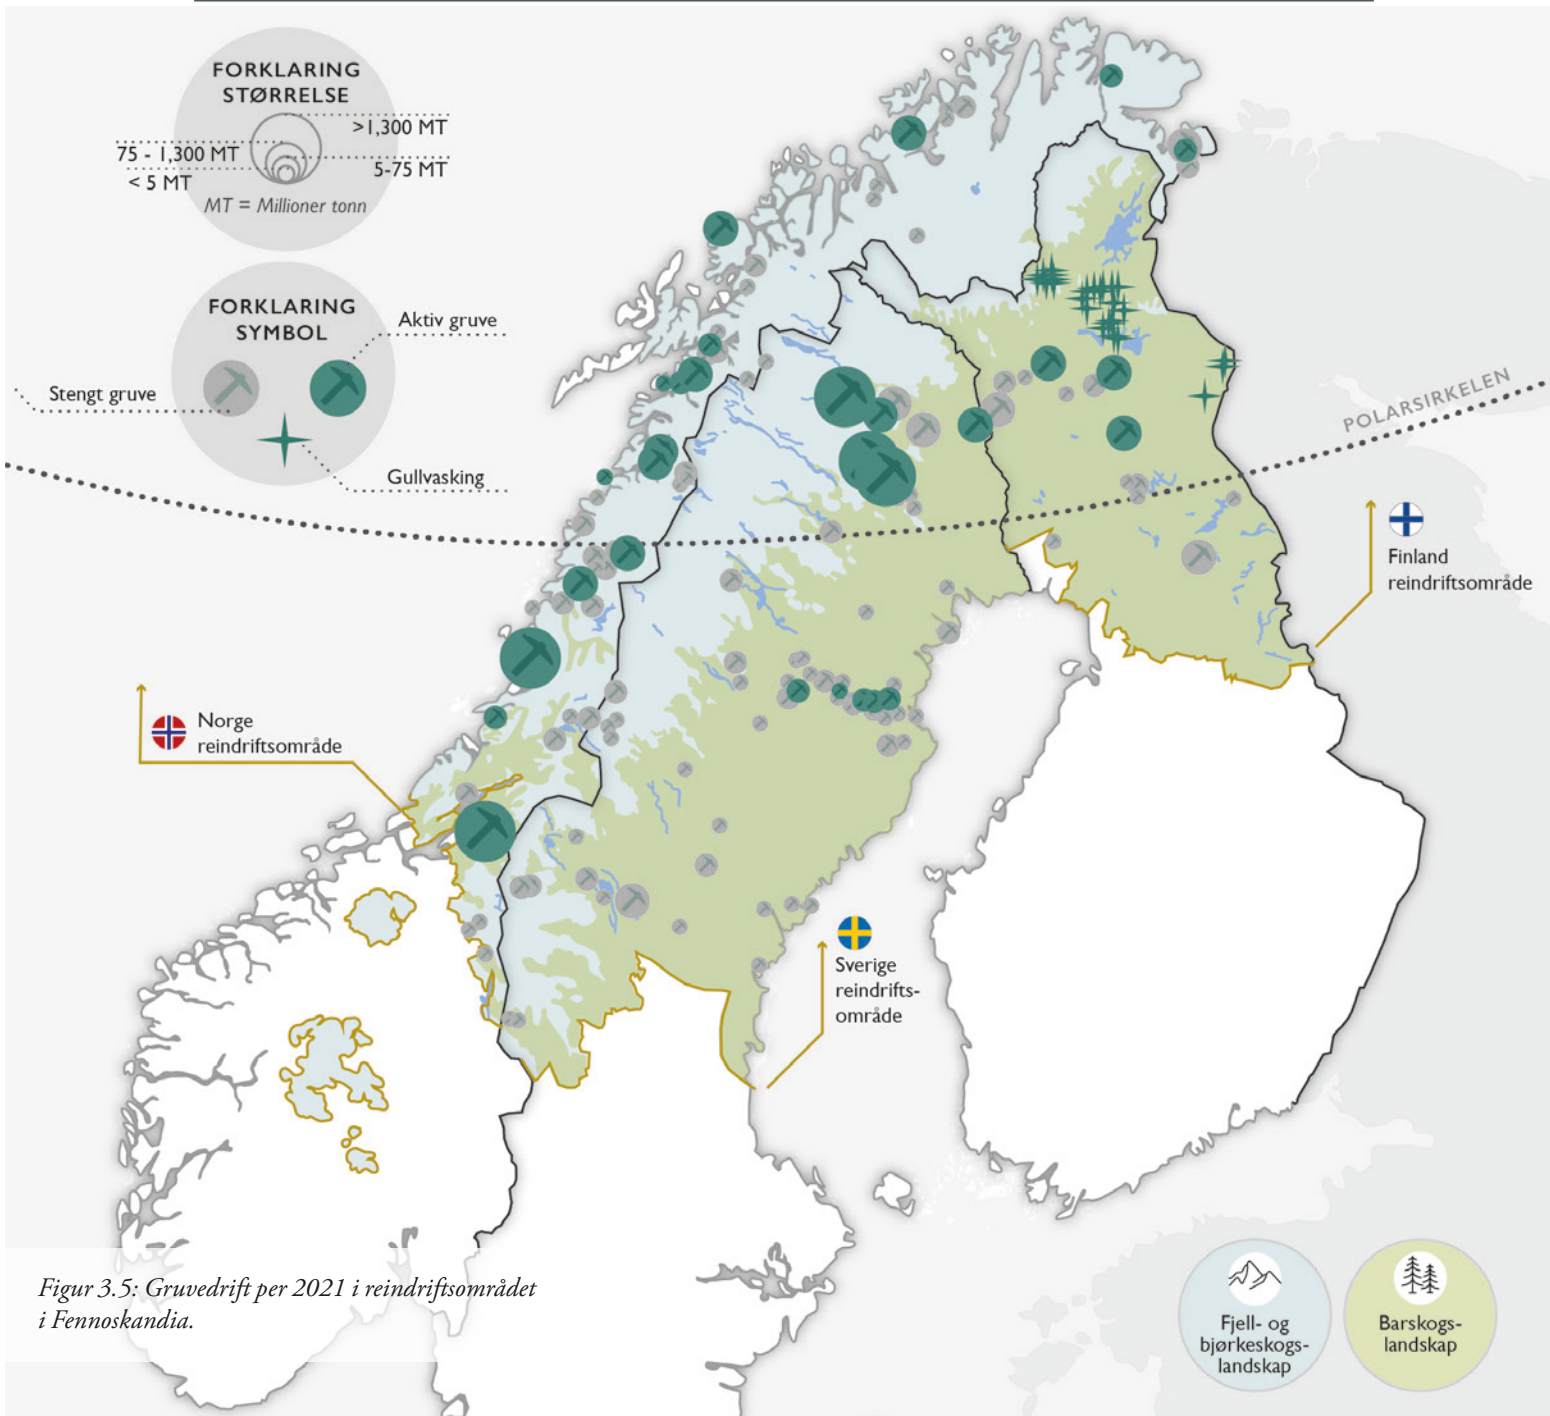 FORKLARING
STØRRELSE
>1,300 MT
75 - 1,300 MT
5-75 MT
< 5 MT
MT = Millioner tonn
FORKLARING
SYMBOL
Aktiv gruve
Stengt gruve
Gullvasking
POLARSIRKELEN
Finland
reindriftsområde
Norge
reindriftsområde
Sverige
reindrifts-
område
Figur 3.5: Gruvedrift per 2021 i reindriftsområdet
i Fennoskandia.
Fjell- og
bjørkeskogs-
landskap
Barskogs-
landskap